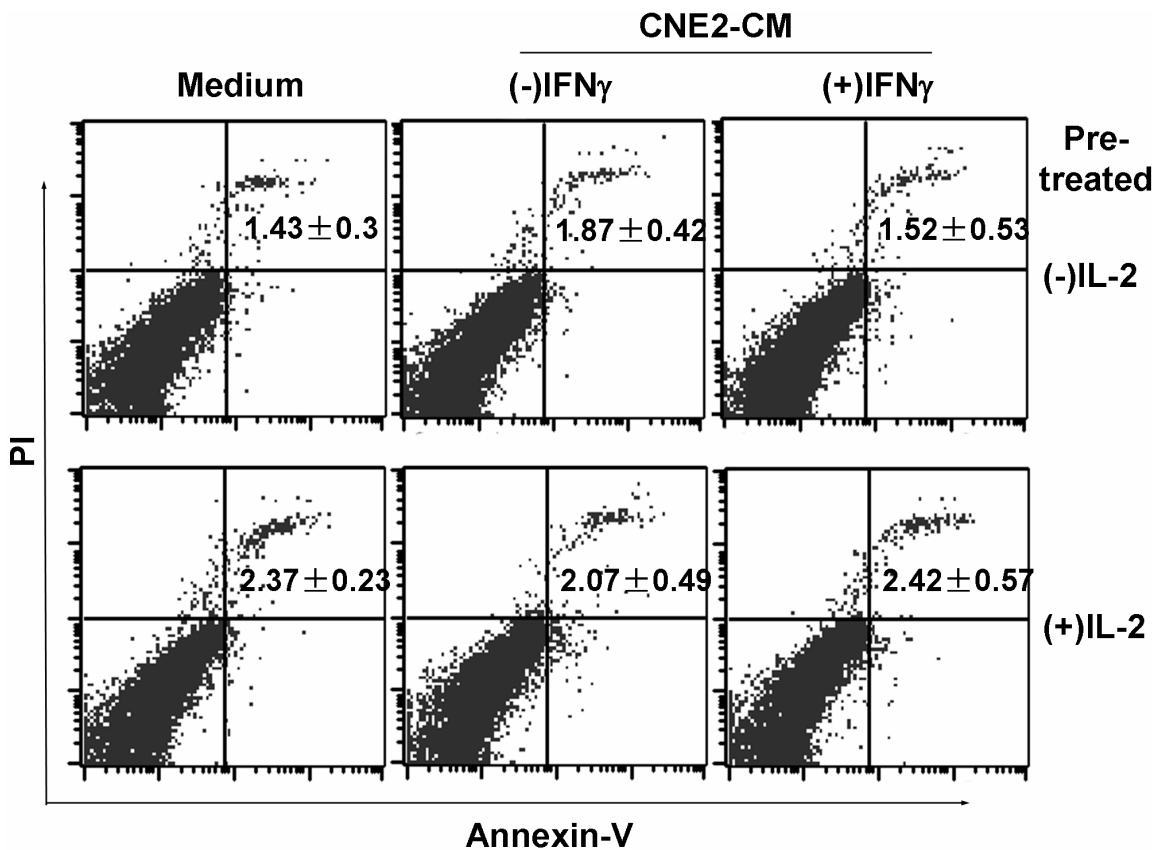 CNE2-CM
Medium
(-)IFNγ
(+)IFNγ
Pre-
treated
1.43±0.3
1.87±0.42
1.52±0.53
(-)IL-2
PI
2.37±0.23
2.07±0.49
2.42±0.57
(+)IL-2
Annexin-V